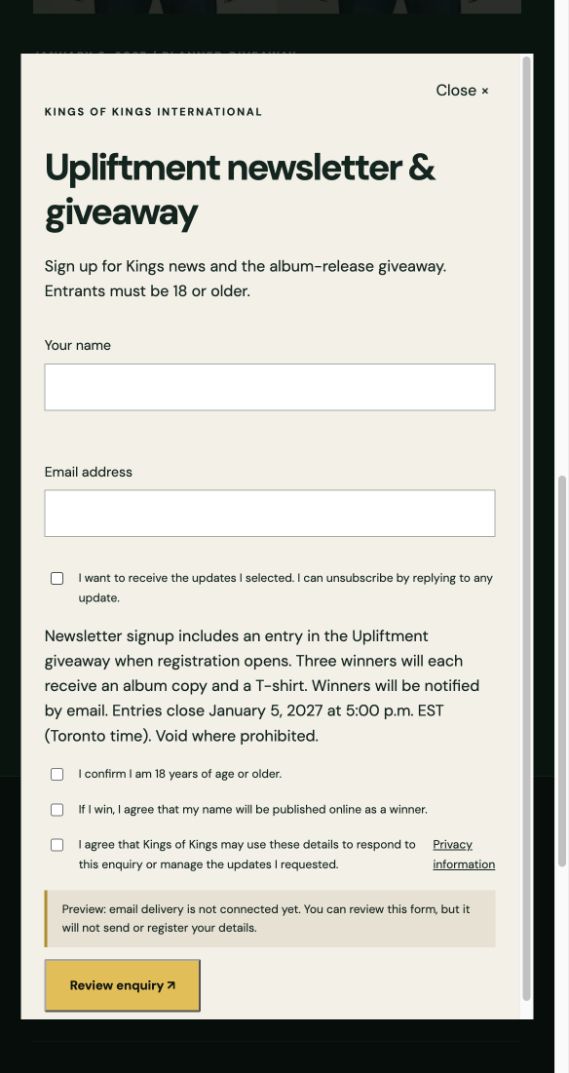 Close ×
KINGS OF KINGS INTERNATIONAL
Upliftment newsletter &
giveaway
Sign up for Kings news and the album-release giveaway.
Entrants must be 18 or older.
Your name
Email address
I want to receive the updates I selected. I can unsubscribe by replying to any
update.
Newsletter signup includes an entry in the Upliftment
giveaway when registration opens. Three winners will each
receive an album copy and a T-shirt. Winners will be notified
by email. Entries close January 5, 2027 at 5:00 p.m. EST
(Toronto time). Void where prohibited.
I confirm I am 18 years of age or older.
If I win, I agree that my name will be published online as a winner.
I agree that Kings of Kings may use these details to respond to
this enquiry or manage the updates I requested.
Privacy
information
Preview: email delivery is not connected yet. You can review this form, but it
will not send or register your details.
Review enquiry ↗